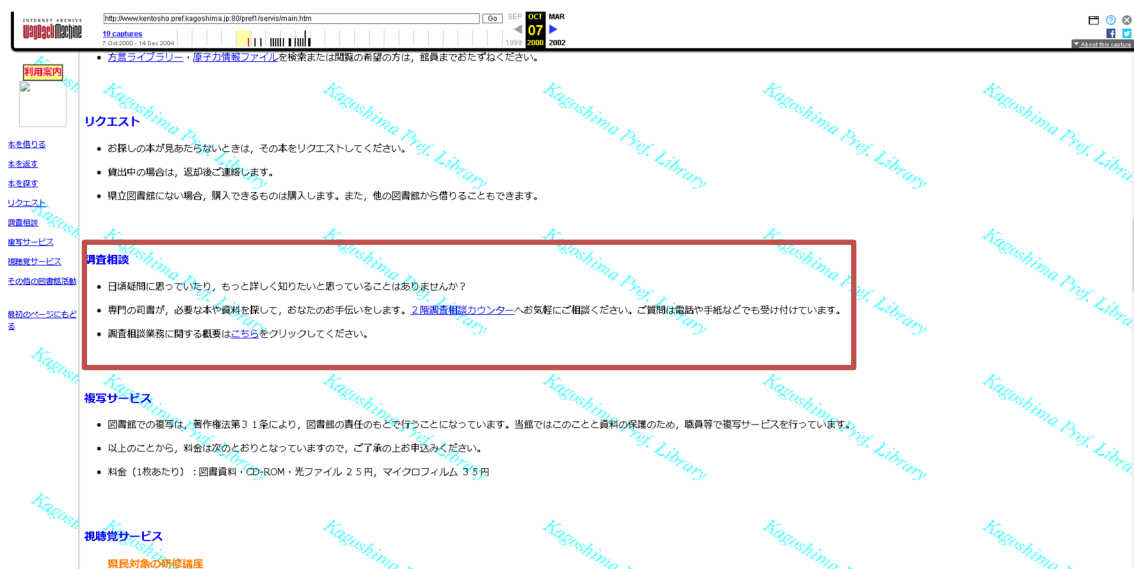 INTERNET ARCHIVE
WayBackMachine
http://www.kentosho.pref.kagoshima.jp:80/pref1/servis/main.htm
Go
SEP OCT MAR
19 captures
7 Oct 2000 - 14 Dec 2004
07
1999 2000 2002
About this capture
利用案内
本を借りる
本を返す
本を探す
リクエスト
調査相談
複写サービス
視聴覚サービス
その他の図書館活動
最初のページにもど
る
方言ライブラリー・原子力情報ファイルを検索または閲覧の希望の方は，館員までおたずねください。
リクエスト
お探しの本が見あたらないときは，その本をリクエストしてください。
貸出中の場合は，返却後ご連絡します。
県立図書館にない場合，購入できるものは購入します。また，他の図書館から借りることもできます。
調査相談
日頃疑問に思っていたり，もっと詳しく知りたいと思っていることはありませんか？
専門の司書が，必要な本や資料を探して，おなたのお手伝いをします。２階調査相談カウンターへお気軽にご相談ください。ご質問は電話や手紙などでも受け付けています。
調査相談業務に関する概要はこちらをクリックしてください。
複写サービス
図書館での複写は，著作権法第３１条により，図書館の責任のもとで行うことになっています。当館ではこのことと資料の保護のため，職員等で複写サービスを行っています。
以上のことから，料金は次のとおりとなっていますので，ご了承の上お申込みください。
料金（1枚あたり）：図書資料・CD-ROM・光ファイル ２５円，マイクロフィルム ３５円
視聴覚サービス
県民対象の研修講座
Kagoshima Pref. Library